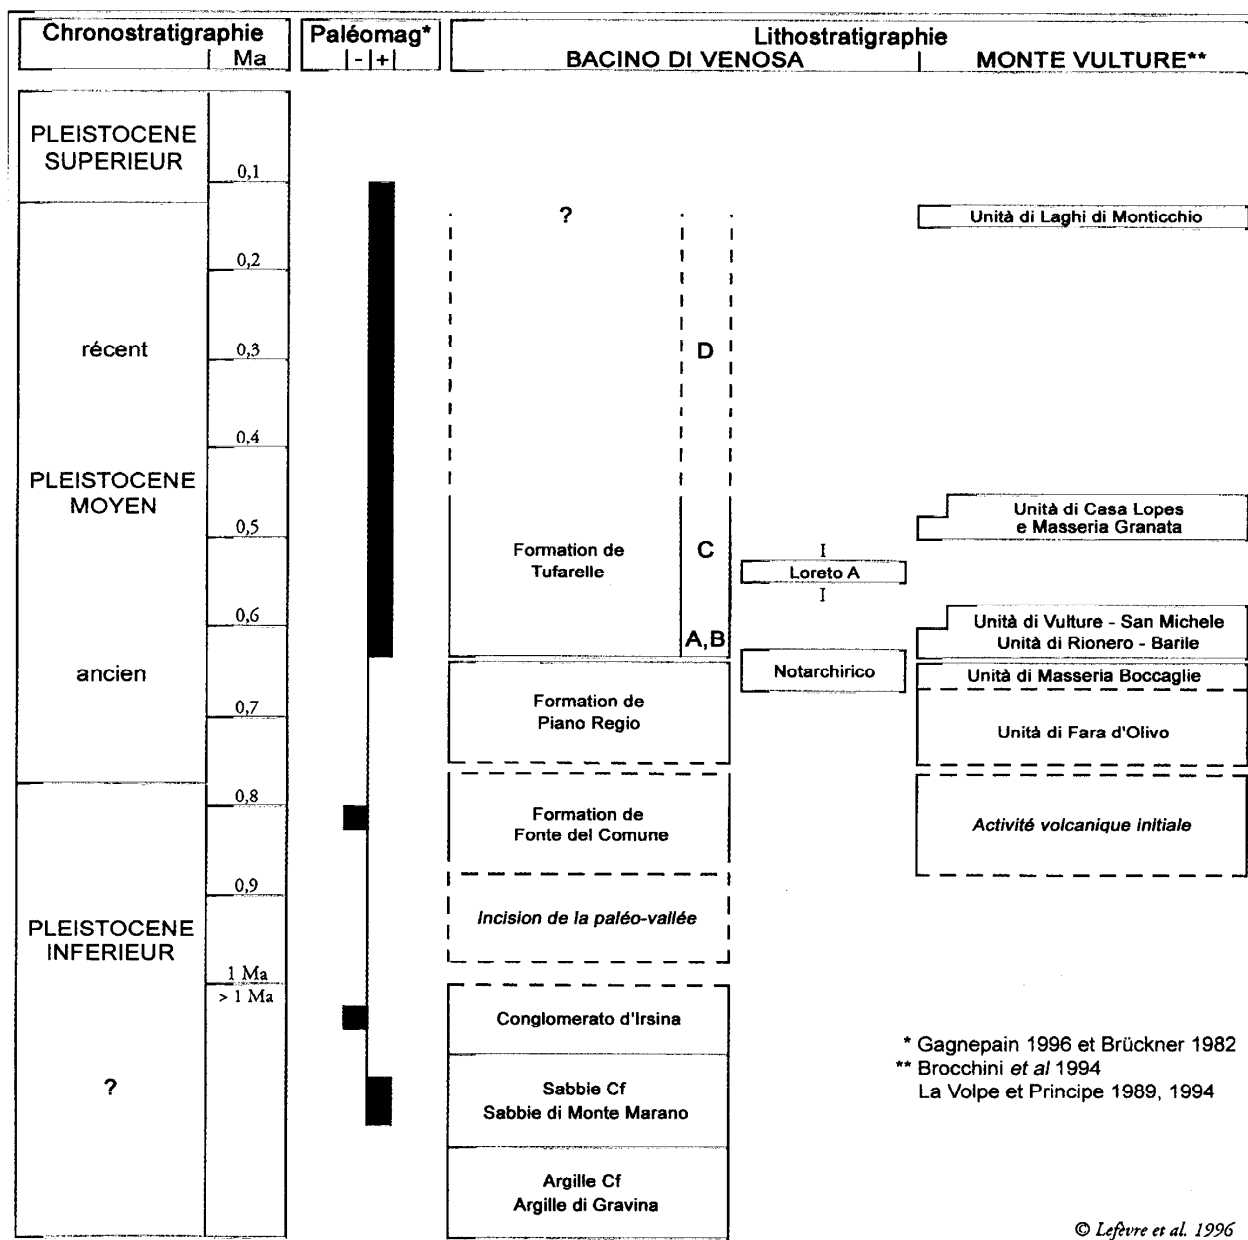 Chronostratigraphie
Ma
Paléomag*
- +
Lithostratigraphie
BACINO DI VENOSA
MONTE VULTURE**
PLEISTOCENE
SUPERIEUR
0,1
?
Unità di Laghi di Monticchio
0,2
récent
0,3
D
0,4
PLEISTOCENE
MOYEN
0,5
Formation de
Tufarelle
C
I
Loreto A
I
Unità di Casa Lopes
e Masseria Granata
0,6
A,B
Unità di Vulture - San Michele
Unità di Rionero - Barile
ancien
Notarchirico
Unità di Masseria Boccaglie
0,7
Formation de
Piano Regio
Unità di Fara d'Olivo
0,8
Formation de
Fonte del Comune
Activité volcanique initiale
0,9
PLEISTOCENE
INFERIEUR
Incision de la paléo-vallée
1 Ma
> 1 Ma
Conglomerato d'Irsina
?
Sabbie Cf
Sabbie di Monte Marano
Argille Cf
Argille di Gravina
* Gagnepain 1996 et Brückner 1982
** Brocchini et al 1994
La Volpe et Principe 1989, 1994
© Lefèvre et al. 1996